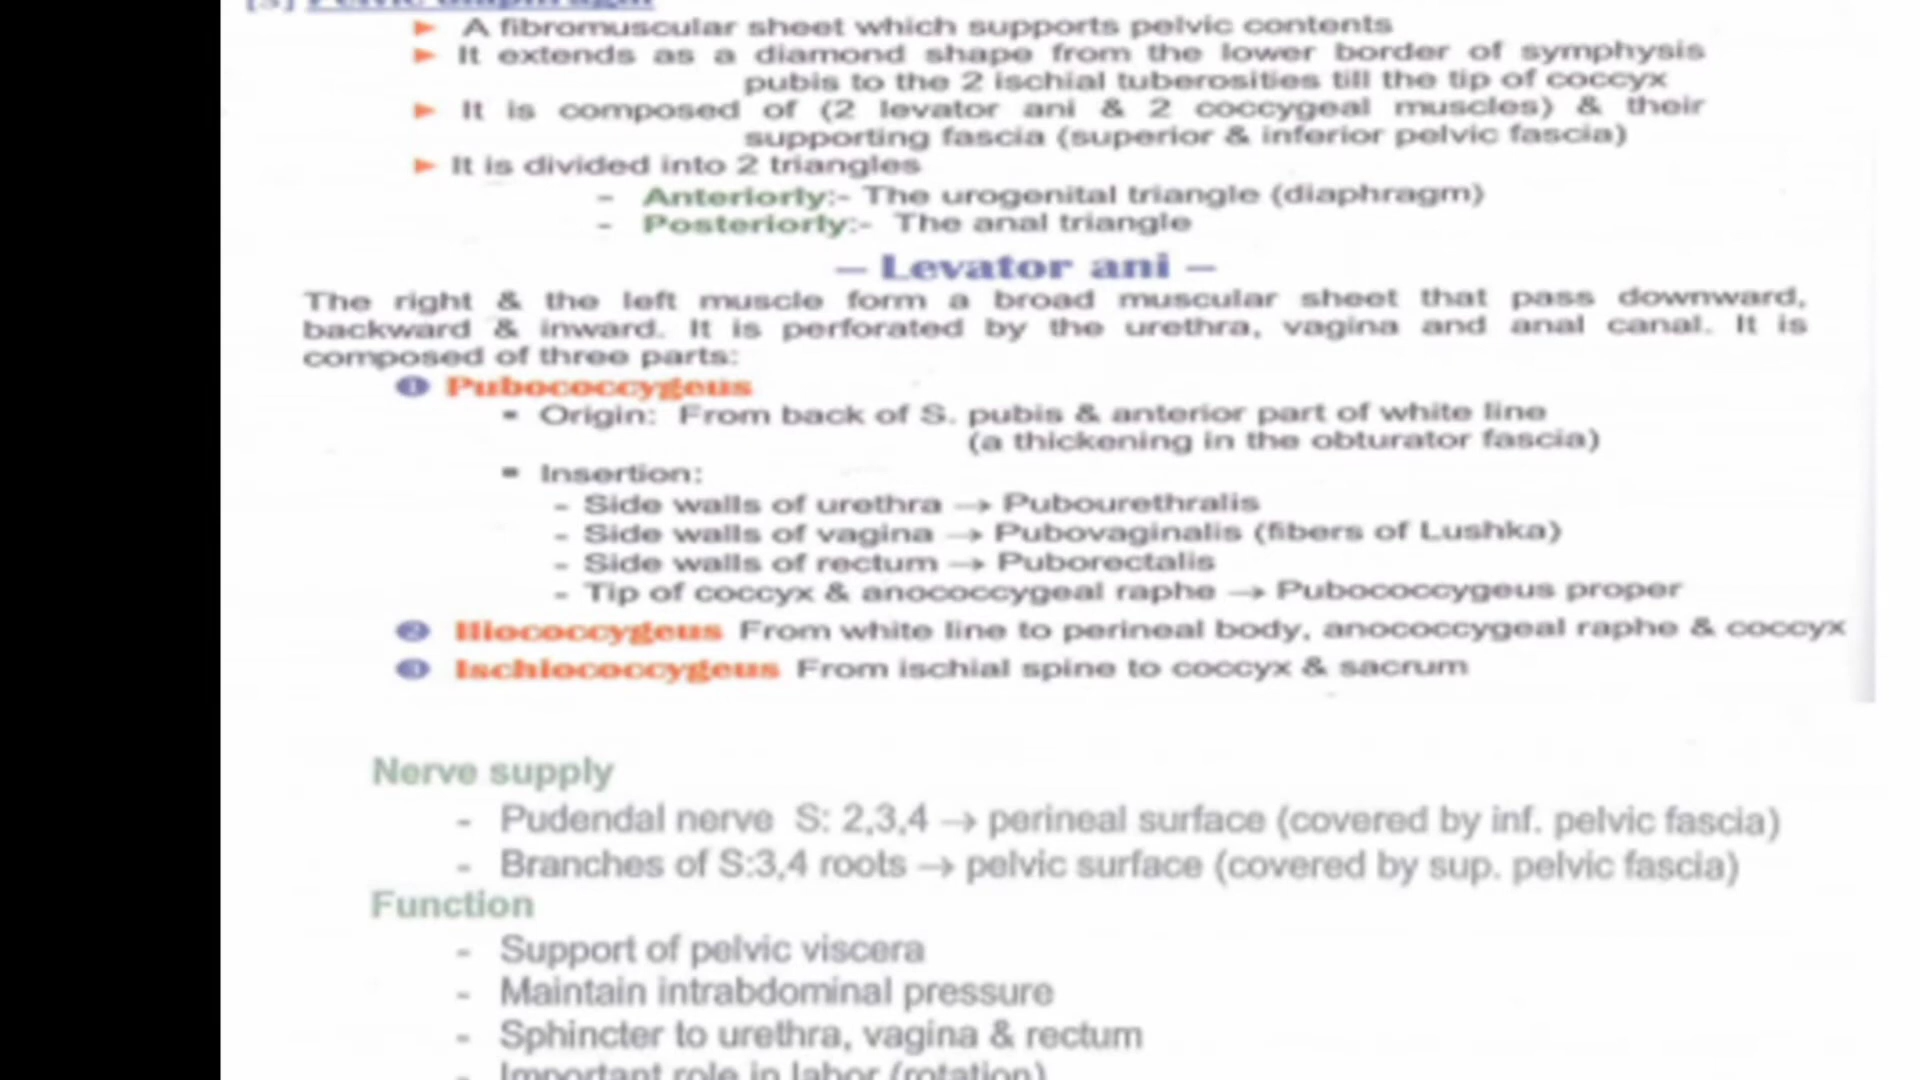 [3] Pelvic diaphragm
► A fibromuscular sheet which supports pelvic contents
► It extends as a diamond shape from the lower border of symphysis
pubis to the 2 ischial tuberosities till the tip of coccyx
► It is composed of (2 levator ani & 2 coccygeal muscles) & their
supporting fascia (superior & inferior pelvic fascia)
► It is divided into 2 triangles
- Anteriorly:- The urogenital triangle (diaphragm)
- Posteriorly:- The anal triangle
– Levator ani –
The right & the left muscle form a broad muscular sheet that pass downward,
backward & inward. It is perforated by the urethra, vagina and anal canal. It is
composed of three parts:
❶ Pubococcygeus
▪ Origin: From back of S. pubis & anterior part of white line
(a thickening in the obturator fascia)
▪ Insertion:
- Side walls of urethra → Pubourethralis
- Side walls of vagina → Pubovaginalis (fibers of Lushka)
- Side walls of rectum → Puborectalis
- Tip of coccyx & anococcygeal raphe → Pubococcygeus proper
❷ Iliococcygeus From white line to perineal body, anococcygeal raphe & coccyx
❸ Ischiococcygeus From ischial spine to coccyx & sacrum
Nerve supply
- Pudendal nerve S: 2,3,4 → perineal surface (covered by inf. pelvic fascia)
- Branches of S:3,4 roots → pelvic surface (covered by sup. pelvic fascia)
Function
- Support of pelvic viscera
- Maintain intrabdominal pressure
- Sphincter to urethra, vagina & rectum
- Important role in labor (rotation)